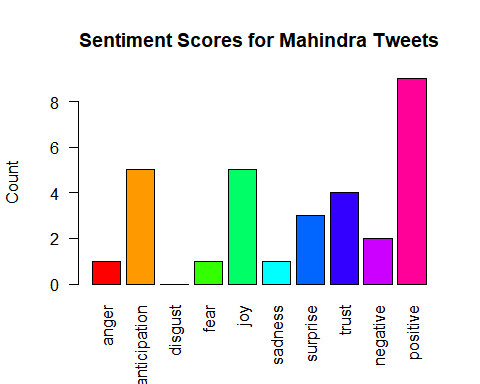 Sentiment Scores for Mahindra Tweets
Count
8
6
4
2
0
anger
anticipation
disgust
fear
joy
sadness
surprise
trust
negative
positive